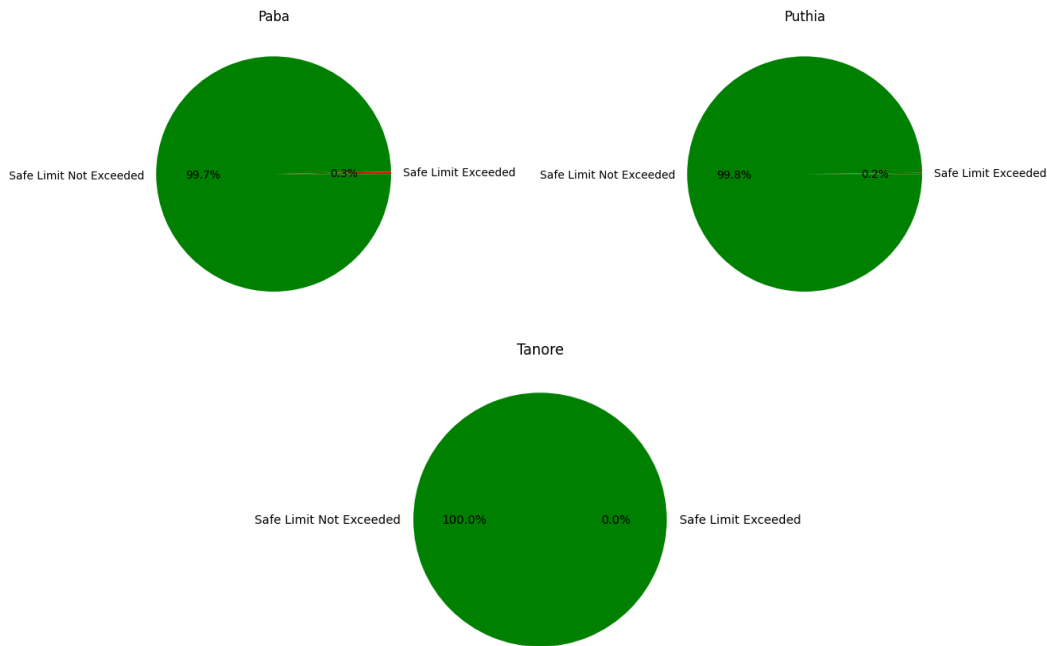 Paba
Puthia
Safe Limit Not Exceeded 99.7% 0.3% Safe Limit Exceeded
Safe Limit Not Exceeded 99.8% 0.2% Safe Limit Exceeded
Tanore
Safe Limit Not Exceeded 100.0% 0.0% Safe Limit Exceeded